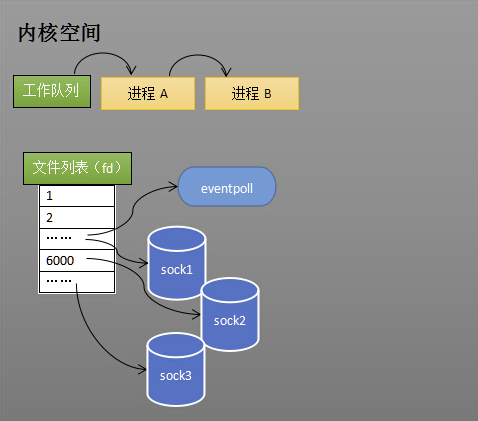 内核空间
工作队列
进程 A
进程 B
文件列表（fd）
1
2
……
6000
……
eventpoll
sock1
sock2
sock3